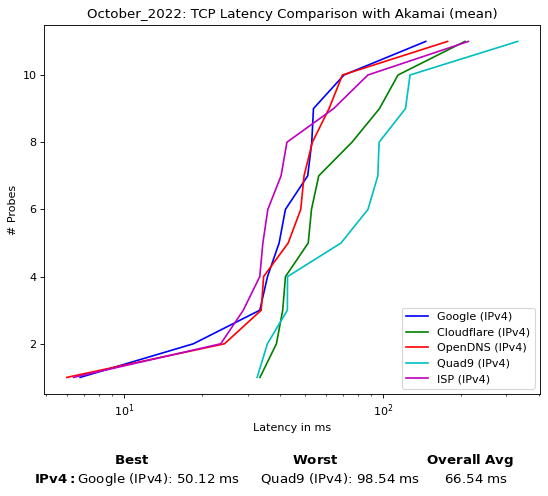 October_2022: TCP Latency Comparison with Akamai (mean)
# Probes
10
8
6
4
2
10¹
10²
Latency in ms
Google (IPv4)
Cloudflare (IPv4)
OpenDNS (IPv4)
Quad9 (IPv4)
ISP (IPv4)
Best Worst Overall Avg
IPv4: Google (IPv4): 50.12 ms Quad9 (IPv4): 98.54 ms 66.54 ms